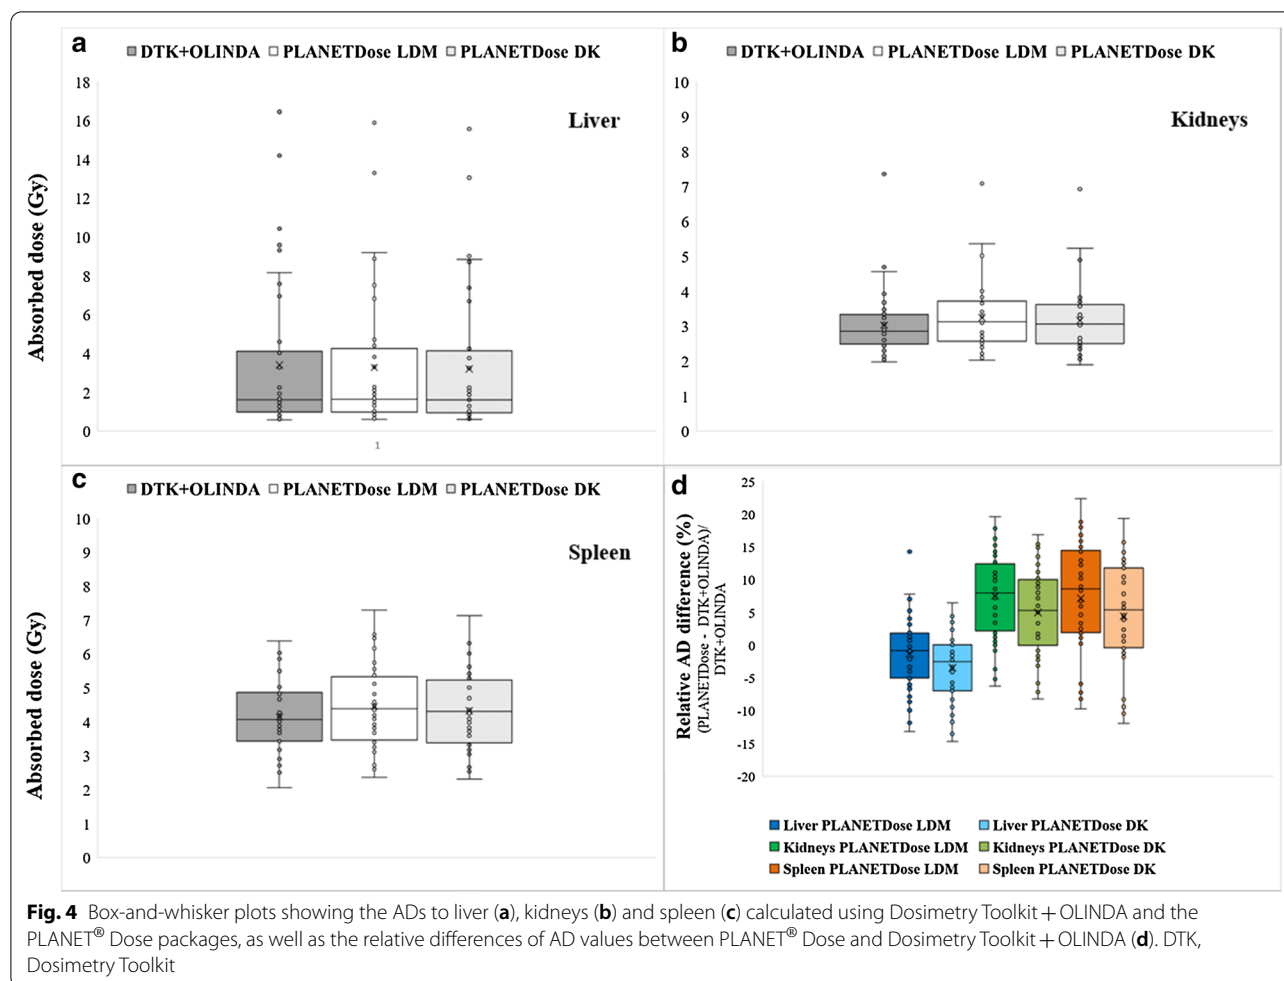 a
DTK+OLINDA PLANETDose LDM PLANETDose DK
Liver
Absorbed dose (Gy)
18
16
14
12
10
8
6
4
2
0
1
b
DTK+OLINDA PLANETDose LDM PLANETDose DK
Kidneys
10
9
8
7
6
5
4
3
2
1
0
c
DTK+OLINDA PLANETDose LDM PLANETDose DK
Spleen
Absorbed dose (Gy)
10
9
8
7
6
5
4
3
2
1
0
d
Relative AD difference (%)
(PLANETDose - DTK+OLINDA)/
DTK+OLINDA
25
20
15
10
5
0
-5
-10
-15
-20
Liver PLANETDose LDM Liver PLANETDose DK
Kidneys PLANETDose LDM Kidneys PLANETDose DK
Spleen PLANETDose LDM Spleen PLANETDose DK
Fig. 4 Box-and-whisker plots showing the ADs to liver (a), kidneys (b) and spleen (c) calculated using Dosimetry Toolkit + OLINDA and the
PLANET® Dose packages, as well as the relative differences of AD values between PLANET® Dose and Dosimetry Toolkit + OLINDA (d). DTK,
Dosimetry Toolkit